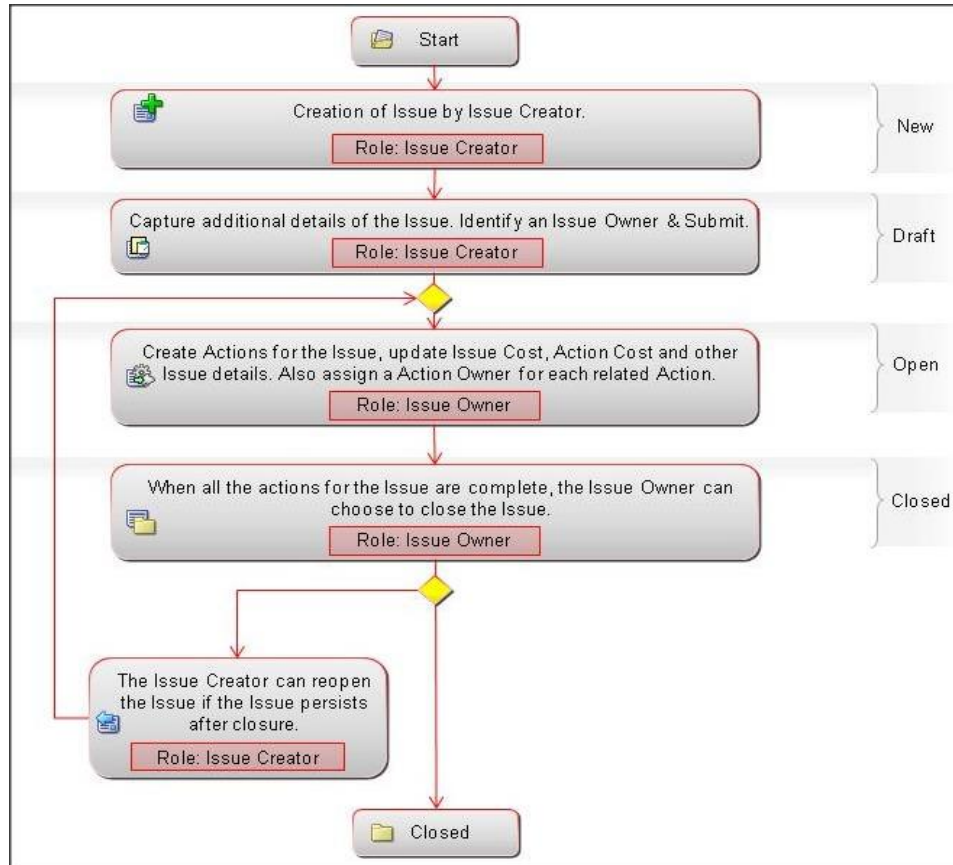 Start
Creation of Issue by Issue Creator.
Role: Issue Creator
New
Capture additional details of the Issue. Identify an Issue Owner & Submit.
Role: Issue Creator
Draft
Create Actions for the Issue, update Issue Cost, Action Cost and other
Issue details. Also assign a Action Owner for each related Action.
Role: Issue Owner
Open
When all the actions for the Issue are complete, the Issue Owner can
choose to close the Issue.
Role: Issue Owner
Closed
The Issue Creator can reopen
the Issue if the Issue persists
after closure.
Role: Issue Creator
Closed